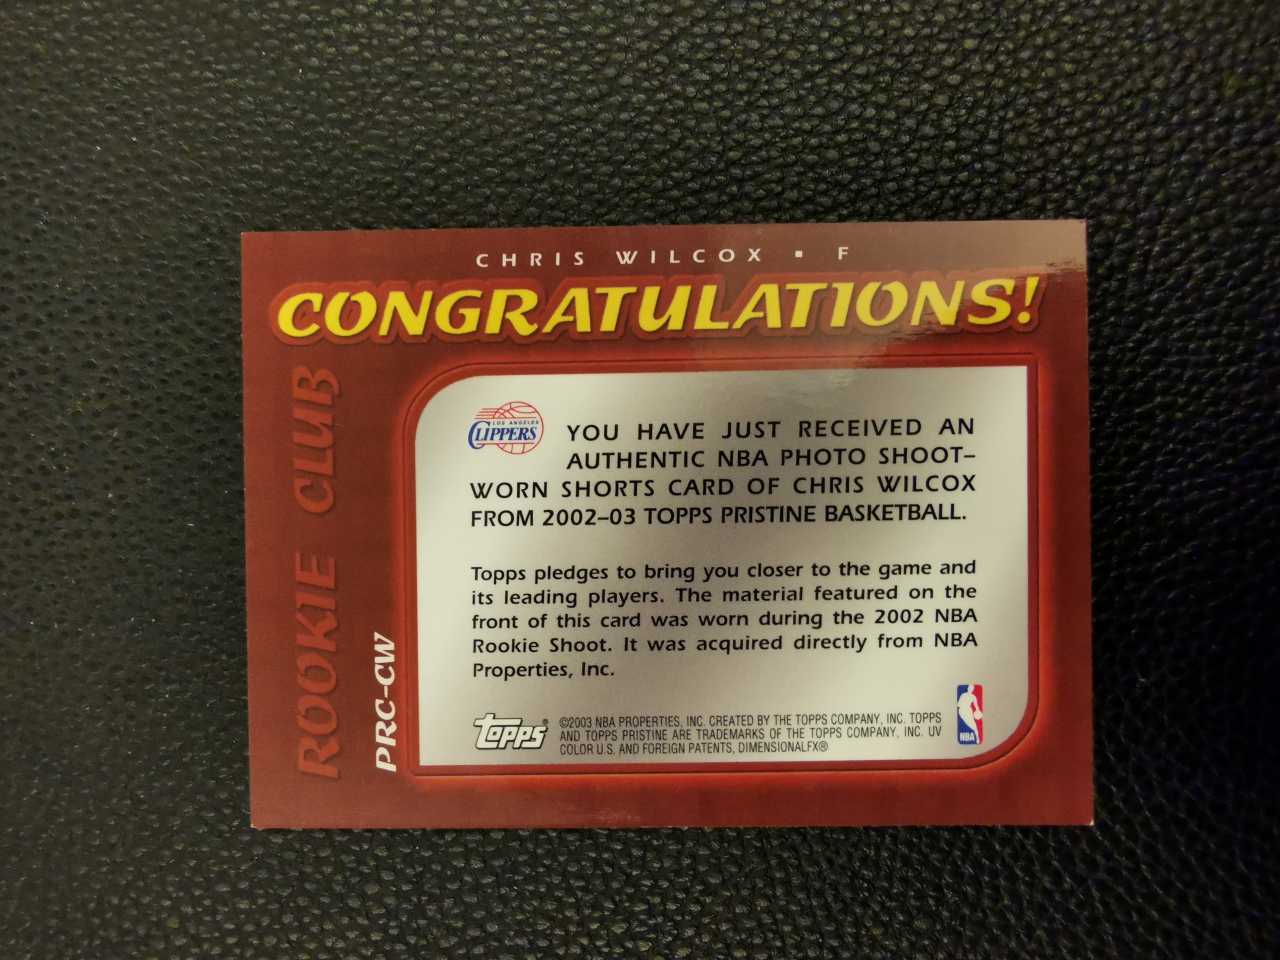 CHRIS WILCOX ▪ F
CONGRATULATIONS!
ROOKIE CLUB
PRC-CW
LOS ANGELES
CLIPPERS
YOU HAVE JUST RECEIVED AN
AUTHENTIC NBA PHOTO SHOOT–
WORN SHORTS CARD OF CHRIS WILCOX
FROM 2002–03 TOPPS PRISTINE BASKETBALL.
Topps pledges to bring you closer to the game and
its leading players. The material featured on the
front of this card was worn during the 2002 NBA
Rookie Shoot. It was acquired directly from NBA
Properties, Inc.
topps®
©2003 NBA PROPERTIES, INC. CREATED BY THE TOPPS COMPANY, INC. TOPPS
AND TOPPS PRISTINE ARE TRADEMARKS OF THE TOPPS COMPANY, INC. UV
COLOR U.S. AND FOREIGN PATENTS, DIMENSIONALFX®
NBA